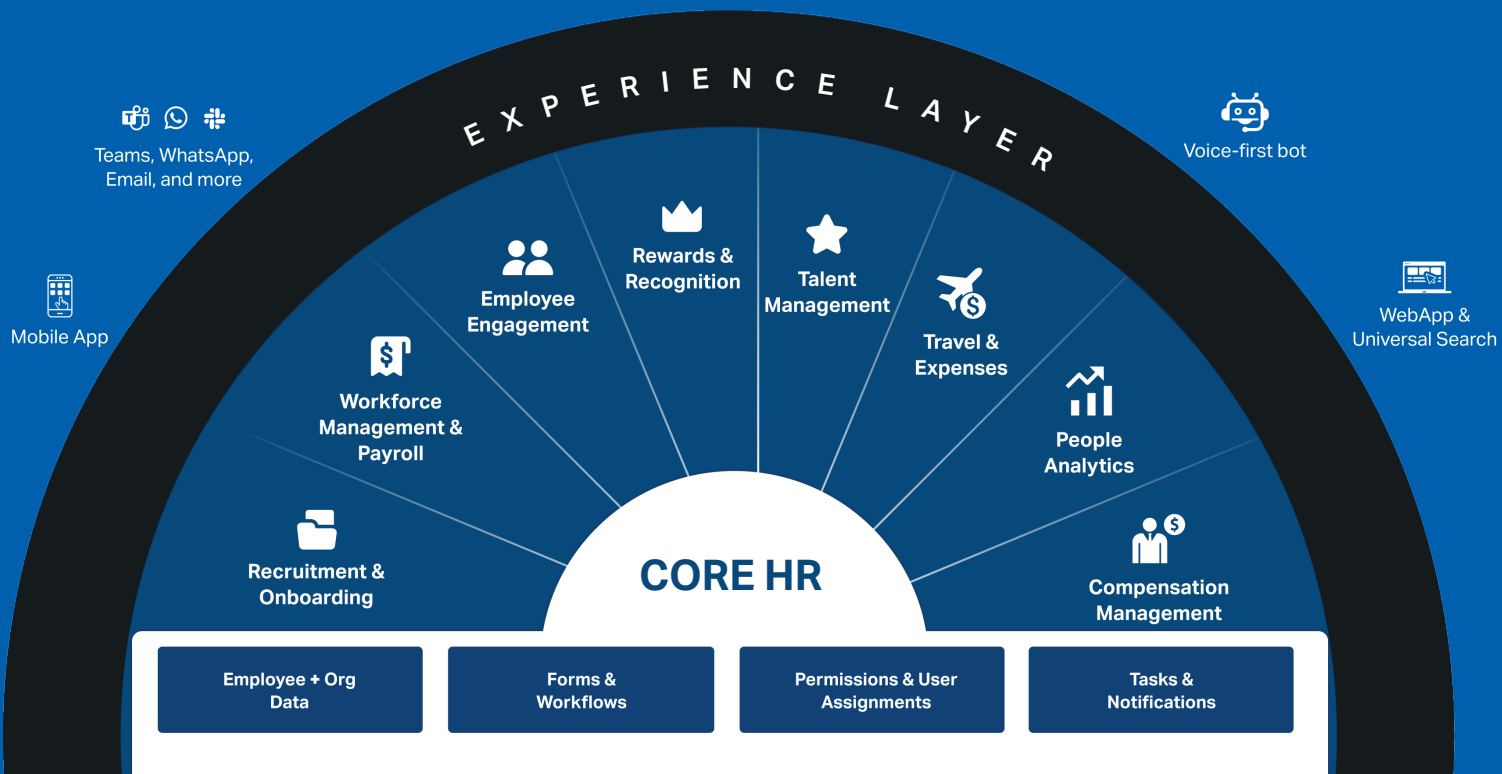 EXPERIENCE LAYER
Teams, WhatsApp,
Email, and more
Voice-first bot
Mobile App
WebApp &
Universal Search
Recruitment &
Onboarding
Workforce
Management &
Payroll
Employee
Engagement
Rewards &
Recognition
Talent
Management
Travel &
Expenses
People
Analytics
Compensation
Management
CORE HR
Employee + Org
Data
Forms &
Workflows
Permissions & User
Assignments
Tasks &
Notifications